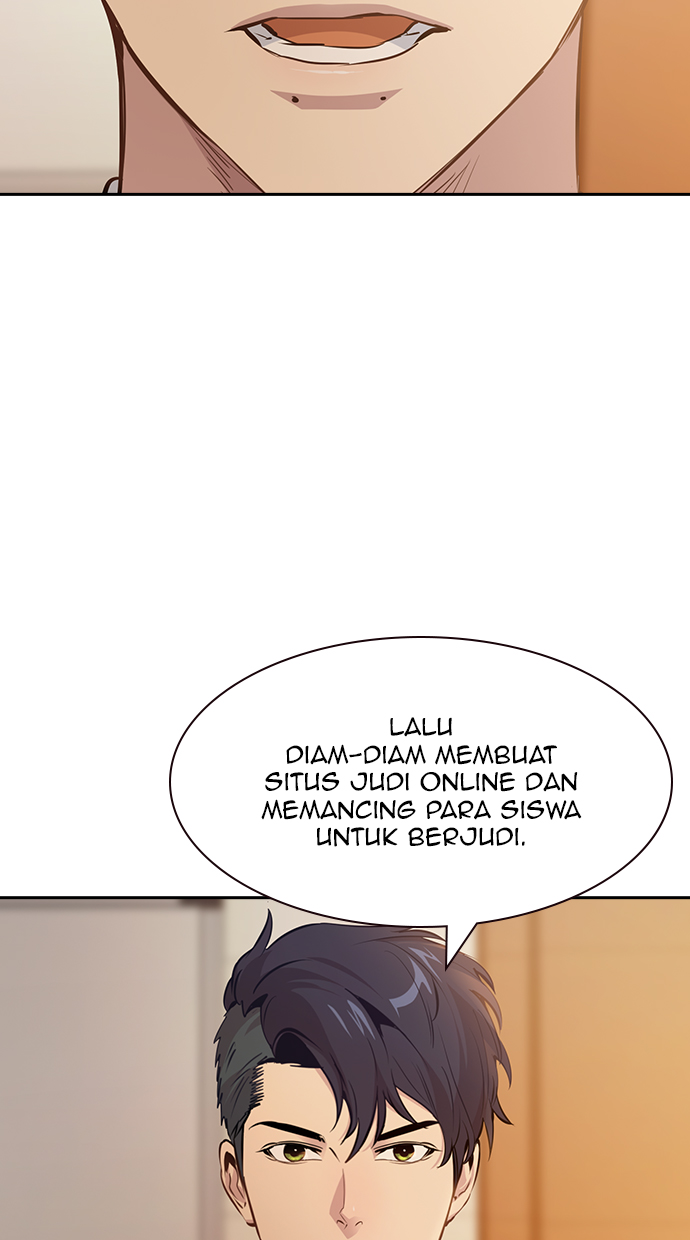 LALU
DIAM-DIAM MEMBUAT
SITUS JUDI ONLINE DAN
MEMANCING PARA SISWA
UNTUK BERJUDI.